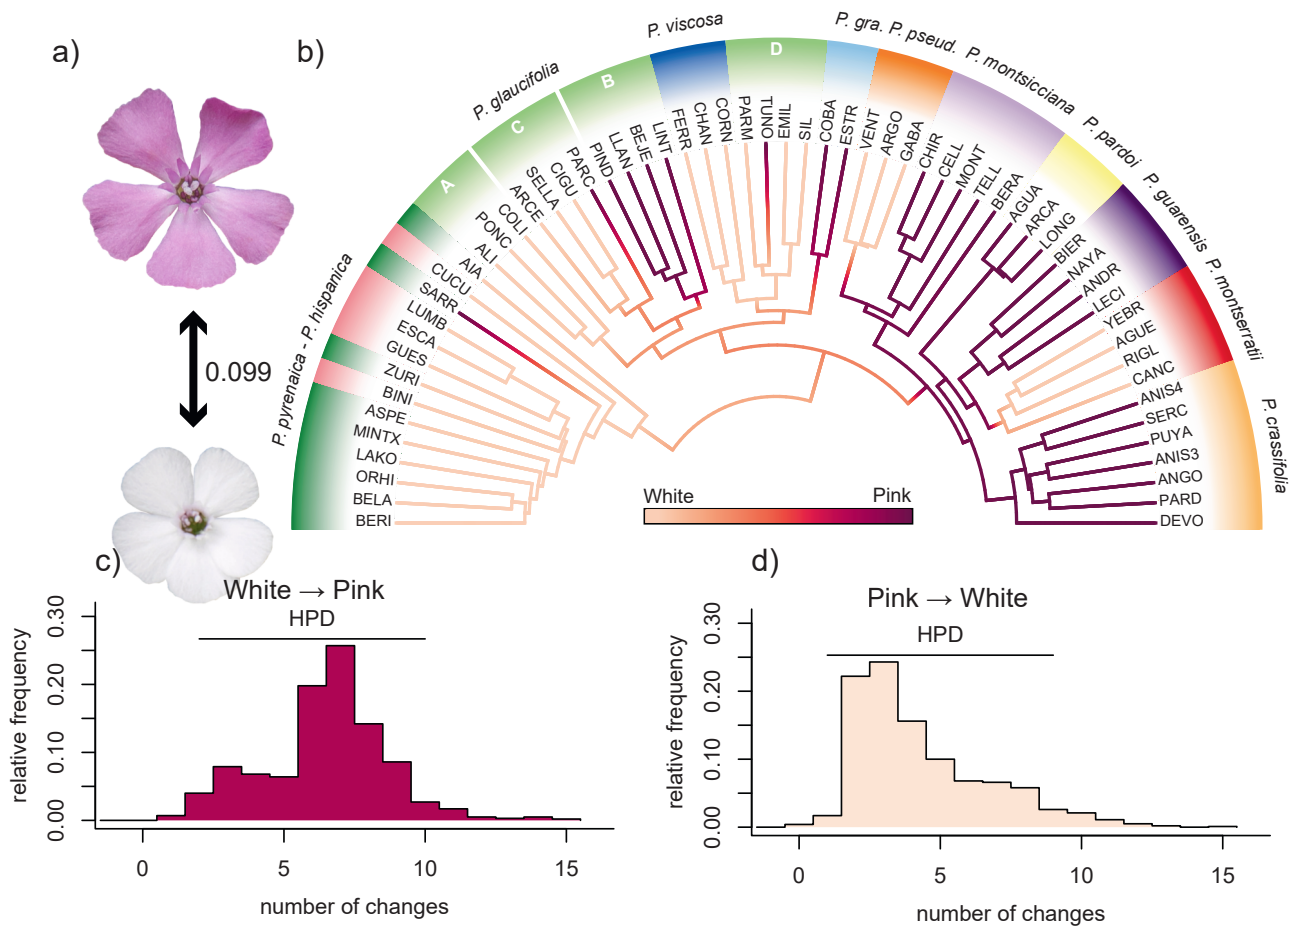 a)
0.099
b)
P. pyrenaica - P. hispanica
P. glaucifolia
P. viscosa
P. gra.
P. pseud.
P. montsicciana
P. pardoi
P. guarensis
P. montserratii
P. crassifolia
A
C
B
D
BERI
BELA
ORHI
LAKO
MINTX
ASPE
BINI
ZURI
GUES
ESCA
LUMB
SARR
CUCU
AIA
ALI
PONC
COLI
ARCE
SELLA
CIGU
PARC
PIND
LLAN
BEJE
LINT
FERR
CHAN
CORN
PARM
TUNO
EMIL
SIL
COBA
ESTR
VENT
ARGO
GABA
CHIR
CELL
MONT
TELL
BERA
AGUA
ARCA
LONG
BIER
NAYA
ANDR
LECI
YEBR
AGUE
RIGL
CANC
ANIS4
SERC
PUYA
ANIS3
ANGO
PARD
DEVO
White
Pink
c)
White → Pink
HPD
relative frequency
0.00
0.10
0.20
0.30
0
5
10
15
number of changes
d)
Pink → White
HPD
relative frequency
0.00
0.10
0.20
0.30
0
5
10
15
number of changes